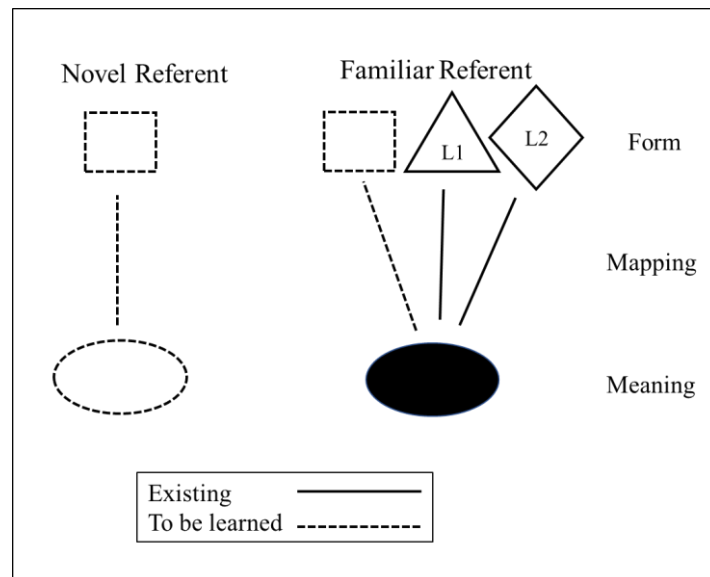 Novel Referent
Familiar Referent
L1
L2
Form
Mapping
Meaning
Existing
To be learned